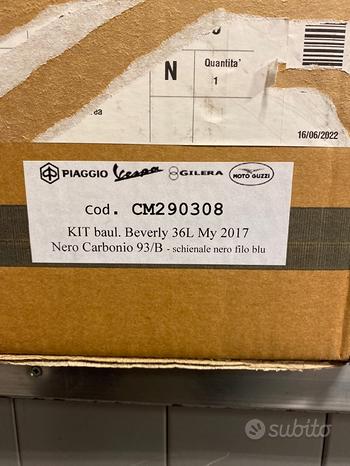 N
Quantita'
1
16/06/2022
PIAGGIO Vespa GILERA MOTO GUZZI
Cod. CM290308
KIT baul. Beverly 36L My 2017
Nero Carbonio 93/B - schienale nero filo blu
subito